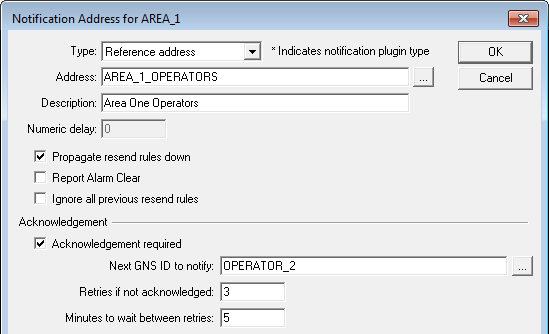 Notification Address for AREA_1
Type: Reference address * Indicates notification plugin type OK
Address: AREA_1_OPERATORS ... Cancel
Description: Area One Operators
Numeric delay: 0
Propagate resend rules down
Report Alarm Clear
Ignore all previous resend rules
Acknowledgement
Acknowledgement required
Next GNS ID to notify: OPERATOR_2 ...
Retries if not acknowledged: 3
Minutes to wait between retries: 5